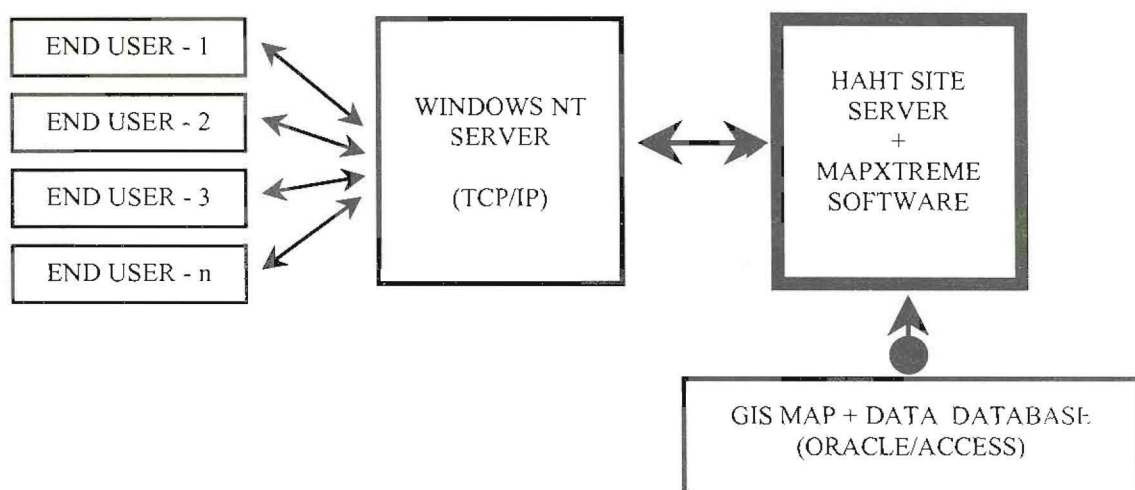 END USER - 1
END USER - 2
END USER - 3
END USER - n
WINDOWS NT
SERVER
(TCP/IP)
HAHT SITE
SERVER
+
MAPXTREME
SOFTWARE
GIS MAP + DATA DATABASE
(ORACLE/ACCESS)